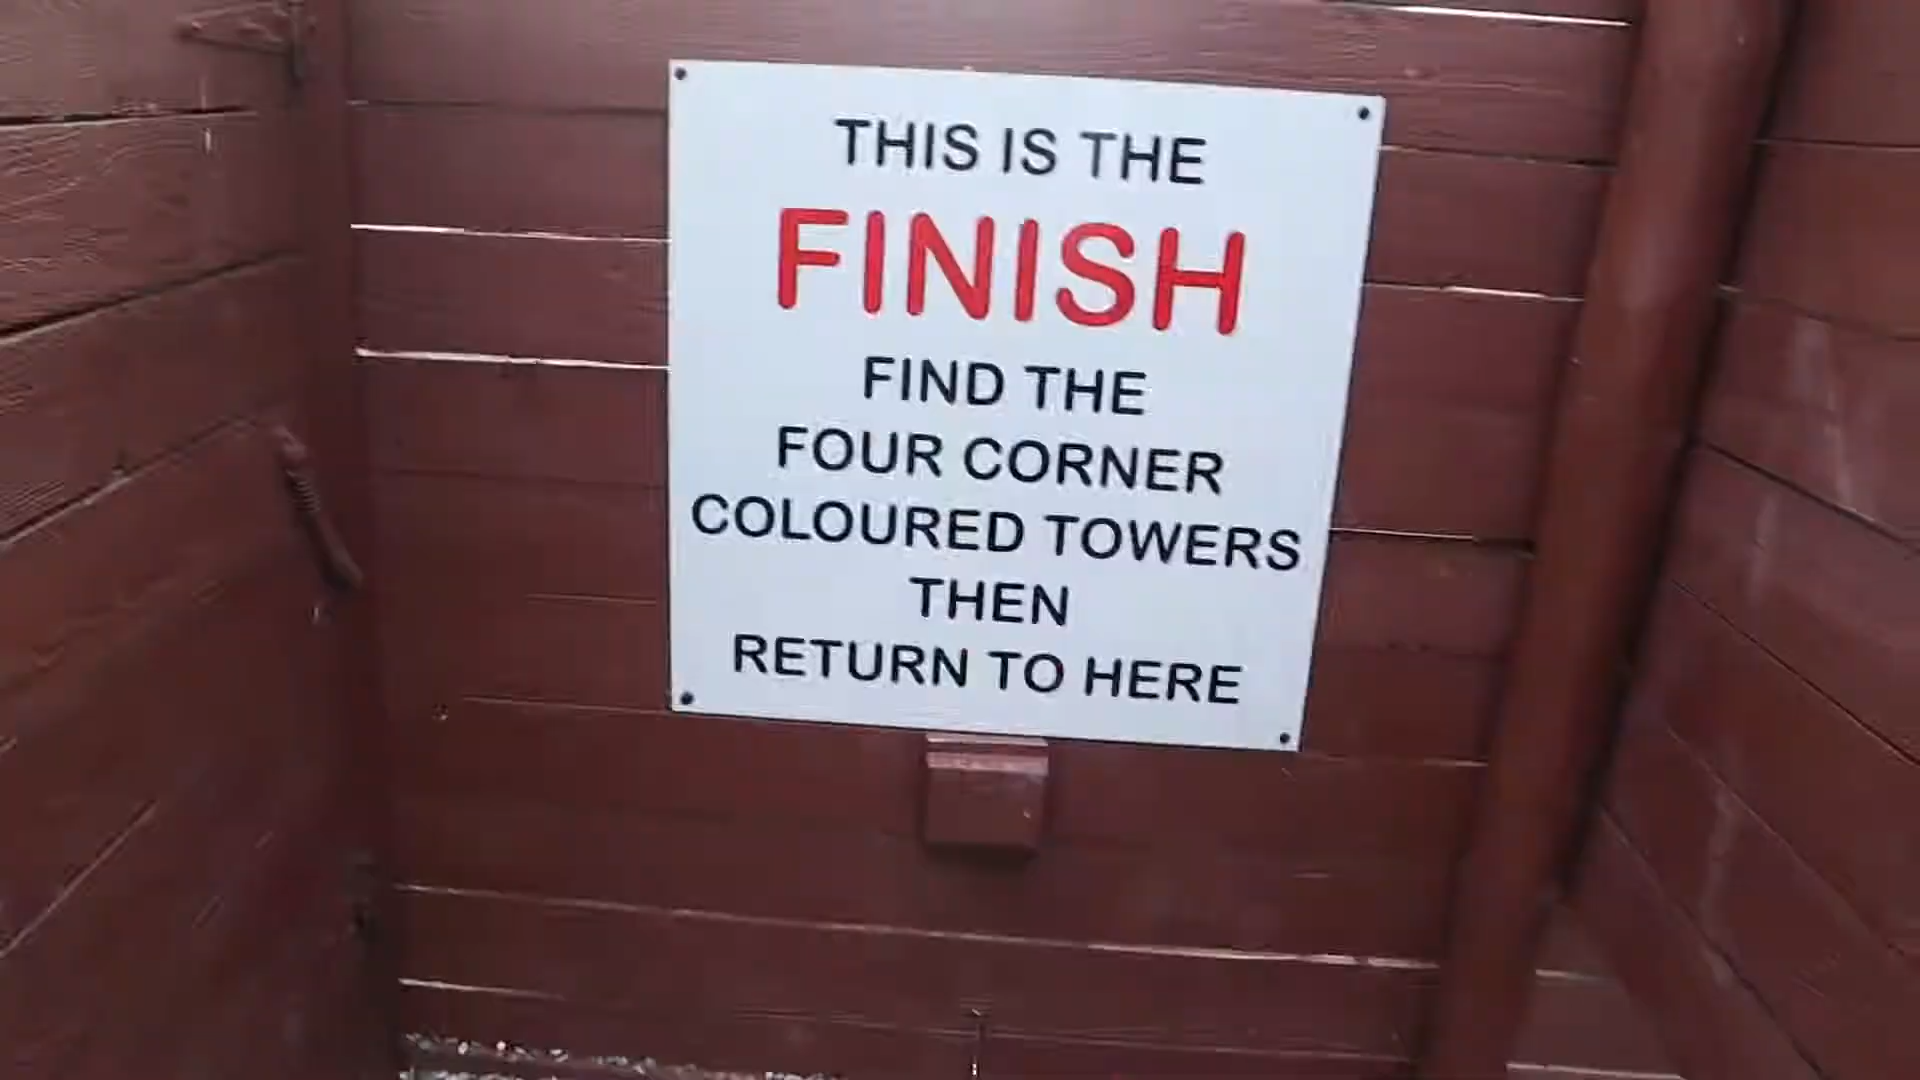 THIS IS THE
FINISH
FIND THE
FOUR CORNER
COLOURED TOWERS
THEN
RETURN TO HERE